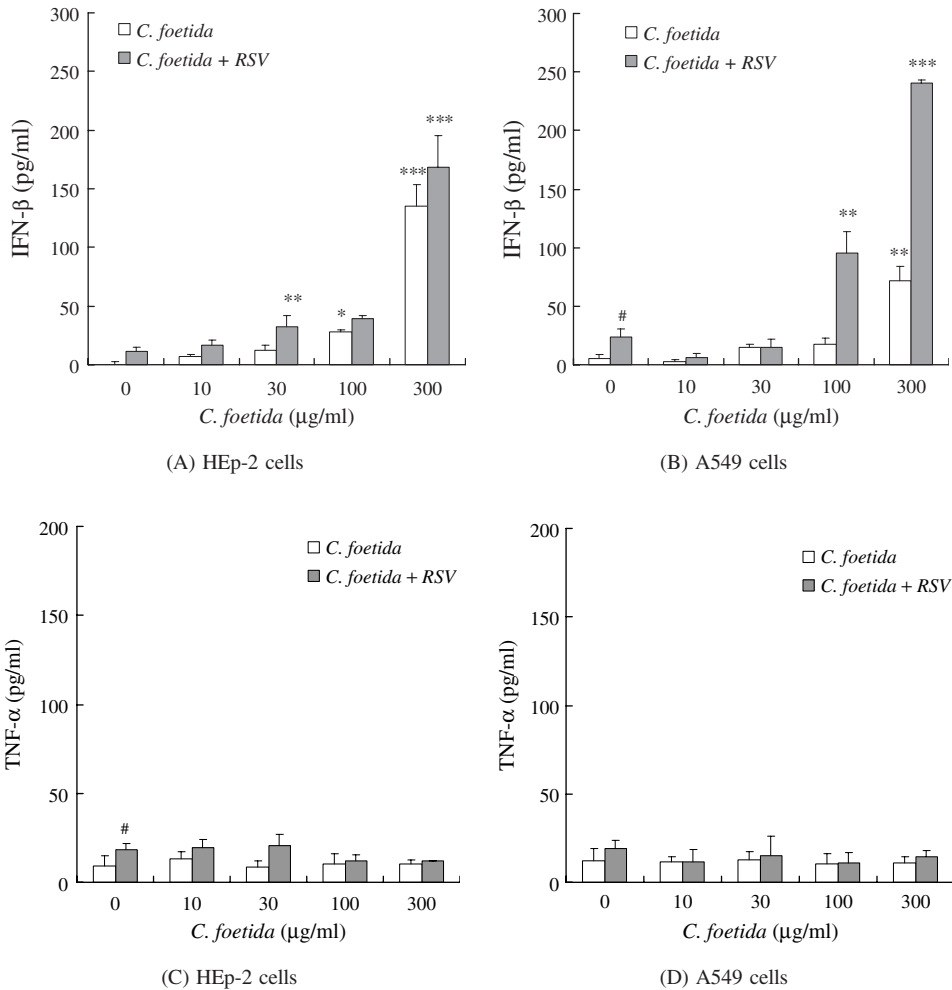 300
250
200
150
100
50
0
IFN-β (pg/ml)
C. foetida
C. foetida + RSV
**
*
***
***
0 10 30 100 300
C. foetida (μg/ml)
(A) HEp-2 cells
300
250
200
150
100
50
0
IFN-β (pg/ml)
C. foetida
C. foetida + RSV
#
**
**
***
0 10 30 100 300
C. foetida (μg/ml)
(B) A549 cells
200
150
100
50
0
TNF-α (pg/ml)
C. foetida
C. foetida + RSV
#
0 10 30 100 300
C. foetida (μg/ml)
(C) HEp-2 cells
200
150
100
50
0
TNF-α (pg/ml)
C. foetida
C. foetida + RSV
0 10 30 100 300
C. foetida (μg/ml)
(D) A549 cells